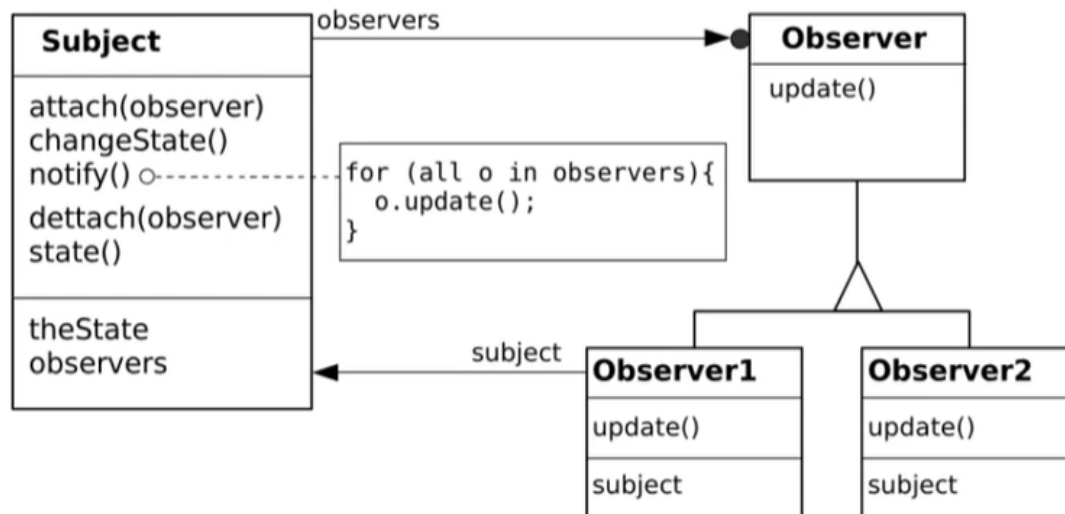 Subject
attach(observer)
changeState()
notify()
dettach(observer)
state()
theState
observers
observers
for (all o in observers){
o.update();
}
subject
Observer
update()
Observer1
update()
subject
Observer2
update()
subject